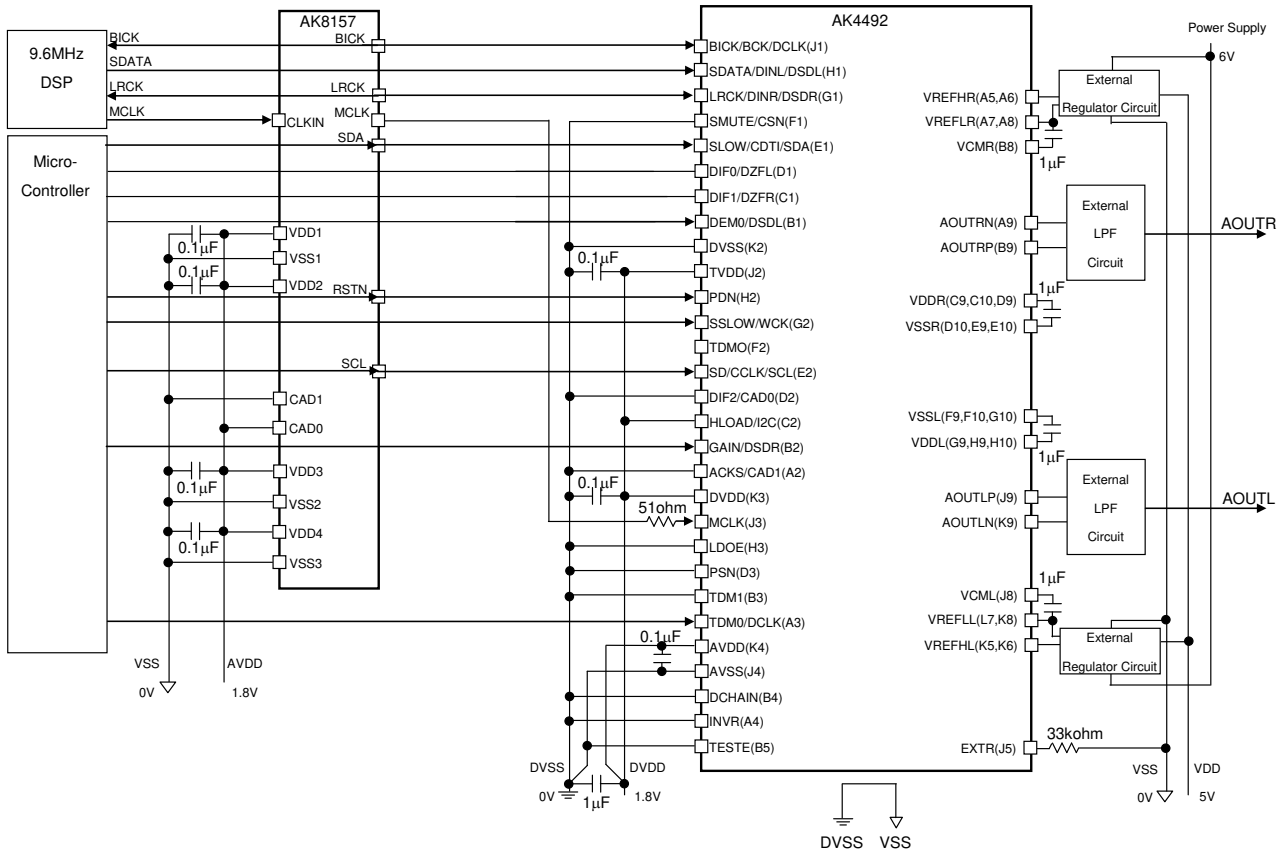 AK8157
AK4492
Power Supply
6V
9.6MHz
DSP
BICK
SDATA
LRCK
MCLK
BICK
LRCK
MCLK
CLKIN
SDA
Micro-
Controller
VDD1
0.1μF
VSS1
0.1μF
VDD2
RSTN
SCL
CAD1
CAD0
VDD3
0.1μF
VSS2
VDD4
0.1μF
VSS3
VSS
0V
AVDD
1.8V
BICK/BCK/DCLK(J1)
SDATA/DINL/DSDL(H1)
LRCK/DINR/DSDR(G1)
SMUTE/CSN(F1)
SLOW/CDTI/SDA(E1)
DIF0/DZFL(D1)
DIF1/DZFR(C1)
DEM0/DSDL(B1)
DVSS(K2)
0.1μF
TVDD(J2)
PDN(H2)
SSLOW/WCK(G2)
TDMO(F2)
SD/CCLK/SCL(E2)
DIF2/CAD0(D2)
HLOAD/I2C(C2)
GAIN/DSDR(B2)
ACKS/CAD1(A2)
0.1μF
DVDD(K3)
51ohm
MCLK(J3)
LDOE(H3)
PSN(D3)
TDM1(B3)
TDM0/DCLK(A3)
0.1μF
AVDD(K4)
AVSS(J4)
DCHAIN(B4)
INVR(A4)
TESTE(B5)
DVSS
0V
1μF
DVDD
1.8V
VREFHR(A5,A6)
VREFLR(A7,A8)
VCMR(B8)
1μF
External
Regulator Circuit
AOUTRN(A9)
AOUTRP(B9)
External
LPF
Circuit
AOUTR
1μF
VDDR(C9,C10,D9)
VSSR(D10,E9,E10)
VSSL(F9,F10,G10)
VDDL(G9,H9,H10)
1μF
AOUTLP(J9)
AOUTLN(K9)
External
LPF
Circuit
AOUTL
1μF
VCML(J8)
VREFLL(L7,K8)
VREFHL(K5,K6)
External
Regulator Circuit
EXTR(J5)
33kohm
VSS
0V
VDD
5V
DVSS
VSS